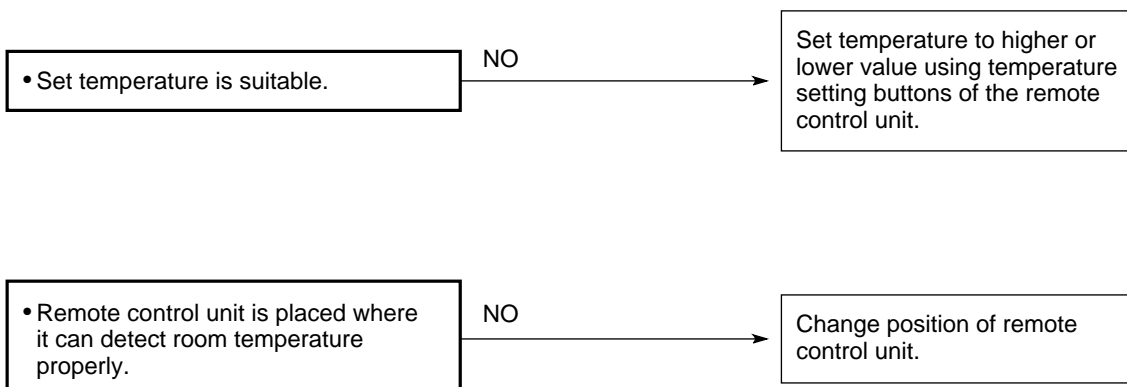 • Set temperature is suitable.
NO
Set temperature to higher or
lower value using temperature
setting buttons of the remote
control unit.
• Remote control unit is placed where
it can detect room temperature
properly.
NO
Change position of remote
control unit.